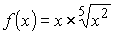 f(x) = x × ⁵√x²